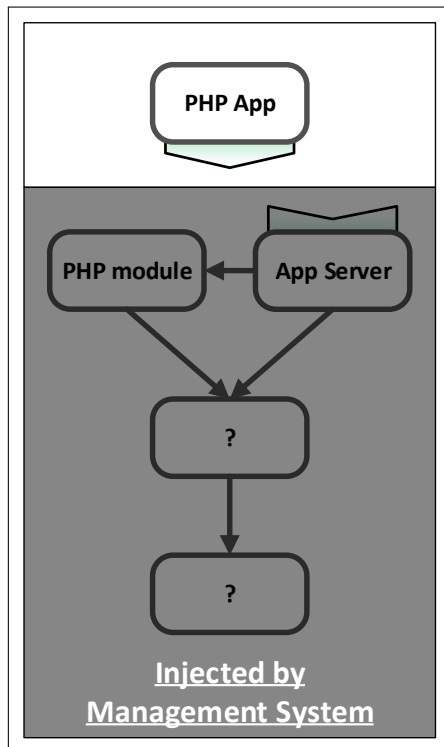 PHP App
PHP module
App Server
?
?
Injected by
Management System